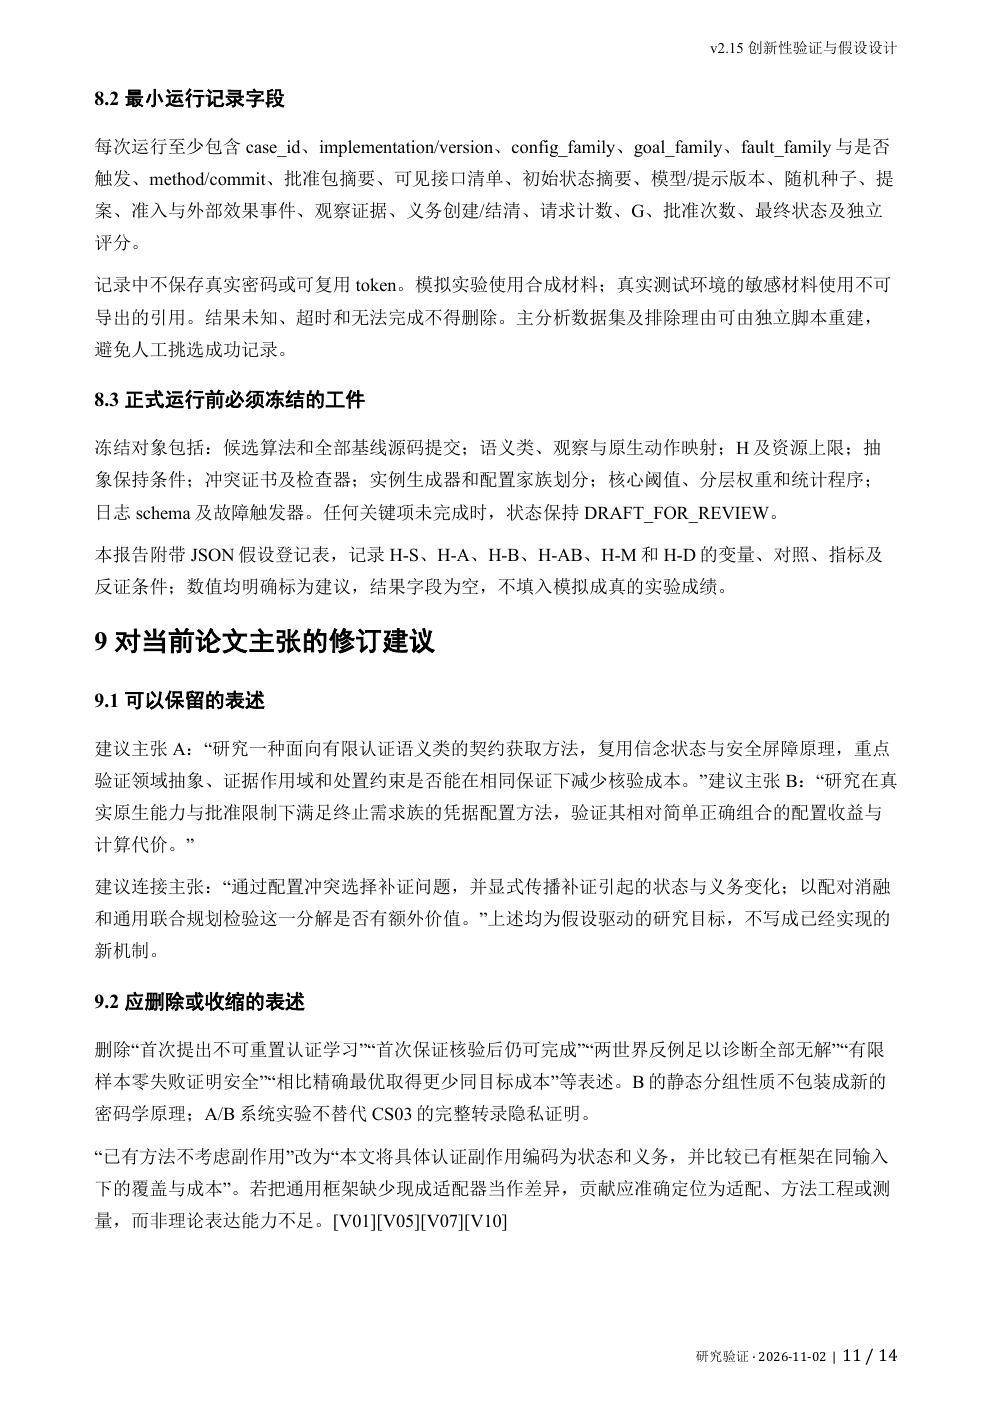 v2.15 创新性验证与假设设计
8.2 最小运行记录字段
每次运行至少包含 case_id、implementation/version、config_family、goal_family、fault_family 与是否
触发、method/commit、批准包摘要、可见接口清单、初始状态摘要、模型/提示版本、随机种子、提
案、准入与外部效果事件、观察证据、义务创建/结清、请求计数、G、批准次数、最终状态及独立
评分。
记录中不保存真实密码或可复用 token。模拟实验使用合成材料；真实测试环境的敏感材料使用不可
导出的引用。结果未知、超时和无法完成不得删除。主分析数据集及排除理由可由独立脚本重建，
避免人工挑选成功记录。
8.3 正式运行前必须冻结的工件
冻结对象包括：候选算法和全部基线源码提交；语义类、观察与原生动作映射；H 及资源上限；抽
象保持条件；冲突证书及检查器；实例生成器和配置家族划分；核心阈值、分层权重和统计程序；
日志 schema 及故障触发器。任何关键项未完成时，状态保持 DRAFT_FOR_REVIEW。
本报告附带 JSON 假设登记表，记录 H-S、H-A、H-B、H-AB、H-M 和 H-D 的变量、对照、指标及
反证条件；数值均明确标为建议，结果字段为空，不填入模拟成真的实验成绩。
9 对当前论文主张的修订建议
9.1 可以保留的表述
建议主张 A：“研究一种面向有限认证语义类的契约获取方法，复用信念状态与安全屏障原理，重点
验证领域抽象、证据作用域和处置约束是否能在相同保证下减少核验成本。”建议主张 B：“研究在真
实原生能力与批准限制下满足终止需求族的凭据配置方法，验证其相对简单正确组合的配置收益与
计算代价。”
建议连接主张：“通过配置冲突选择补证问题，并显式传播补证引起的状态与义务变化；以配对消融
和通用联合规划检验这一分解是否有额外价值。”上述均为假设驱动的研究目标，不写成已经实现的
新机制。
9.2 应删除或收缩的表述
删除“首次提出不可重置认证学习”“首次保证核验后仍可完成”“两世界反例足以诊断全部无解”“有限
样本零失败证明安全”“相比精确最优取得更少同目标成本”等表述。B 的静态分组性质不包装成新的
密码学原理；A/B 系统实验不替代 CS03 的完整转录隐私证明。
“已有方法不考虑副作用”改为“本文将具体认证副作用编码为状态和义务，并比较已有框架在同输入
下的覆盖与成本”。若把通用框架缺少现成适配器当作差异，贡献应准确定位为适配、方法工程或测
量，而非理论表达能力不足。[V01][V05][V07][V10]
研究验证 · 2026-11-02 | 11 / 14